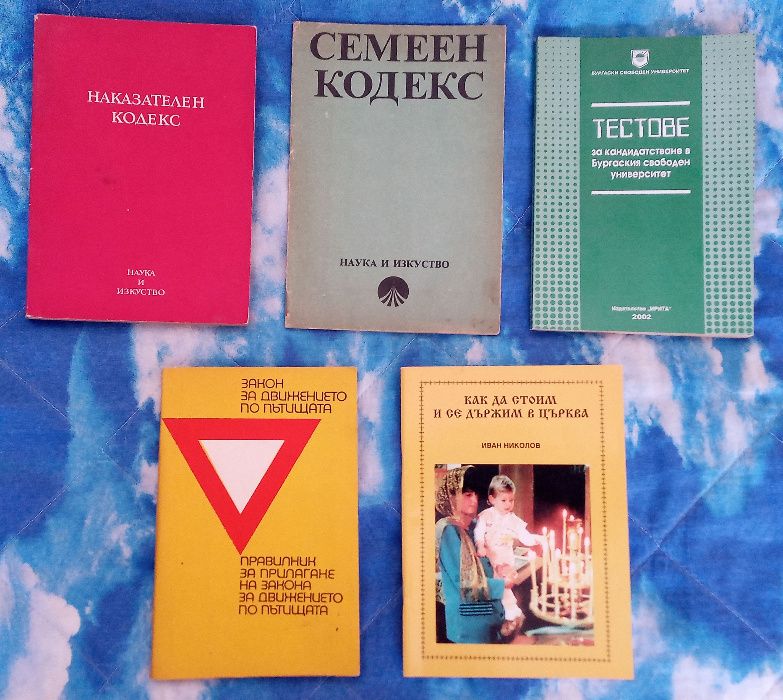 НАКАЗАТЕЛЕН
КОДЕКС
НАУКА
И
ИЗКУСТВО
СЕМЕЕН
КОДЕКС
НАУКА И ИЗКУСТВО
БУРГАСКИ СВОБОДЕН УНИВЕРСИТЕТ
ТЕСТОВЕ
за кандидатстване в
Бургаския свободен
университет
Издателство „ИРИТА"
2002
ЗАКОН
ЗА ДВИЖЕНИЕТО
ПО ПЪТИЩАТА
ПРАВИЛНИК
ЗА ПРИЛАГАНЕ
НА ЗАКОНА
ЗА ДВИЖЕНИЕТО
ПО ПЪТИЩАТА
КАК ДА СТОИМ
И СЕ ДЪРЖИМ В ЦЪРКВА
ИВАН НИКОЛОВ